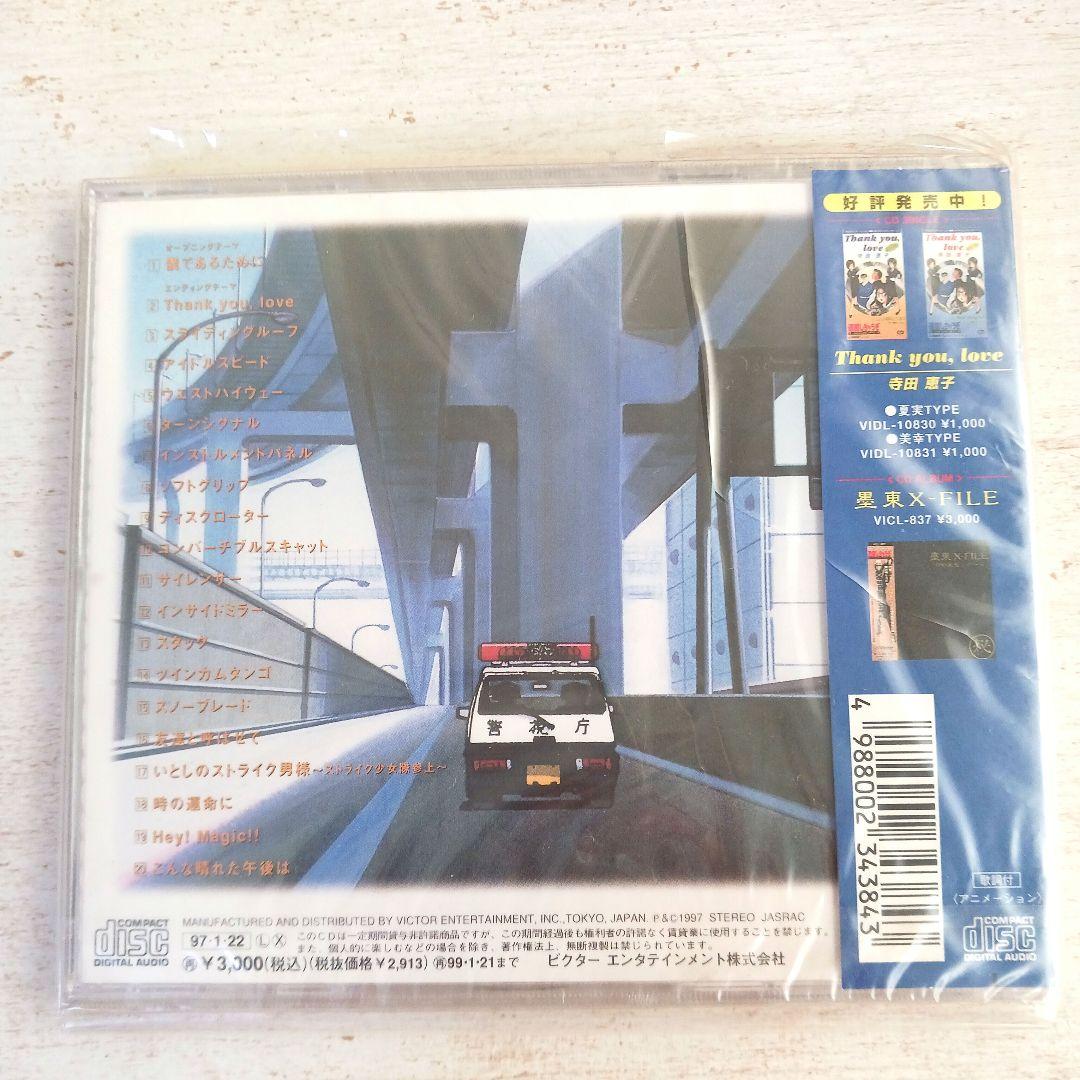 オープニングテーマ
1 猫であるために
エンディングテーマ
2 Thank you, love
3 スライディングルーフ
4 アイドルスピード
5 ウエストハイウェー
6 ターンシグナル
7 インストルメントパネル
8 ソフトグリップ
9 ディスクローター
10 コンバーチブルスキャット
11 サイレンサー
12 インサイドミラー
13 スタック
14 ツインカムタンゴ
15 スノーブレード
16 友達と呼ばせて
17 いとしのストライク男様〜ストライク少女隊参上〜
18 時の運命に
19 Hey! Magic!!
20 こんな晴れた午後は
警視庁
COMPACT
disc
DIGITAL AUDIO
MANUFACTURED AND DISTRIBUTED BY VICTOR ENTERTAINMENT, INC.,TOKYO, JAPAN. P&C1997 STEREO JASRAC
97・1・22 L X このCDは一定期間貸与非許諾商品ですが、この期間経過後も権利者の許諾なく賃貸業に使用することを禁じます。
また、個人的に楽しむなどの場合を除き、著作権法上、無断複製は禁じられています。
再 ¥3,000(税込)(税抜価格¥2,913) 再99・1・21まで ビクター エンタテインメント株式会社
好評発売中!
< CD SINGLE >
Thank you, love
寺田 恵子
Thank you, love
寺田 恵子
Thank you, love
寺田 恵子
●夏実TYPE
VIDL-10830 ¥1,000
●美幸TYPE
VIDL-10831 ¥1,000
< CD ALBUM >
墨東X-FILE
VICL-837 ¥3,000
墨東X-FILE
4 988002 343843
歌詞付
〈アニメーション〉
COMPACT
disc
DIGITAL AUDIO